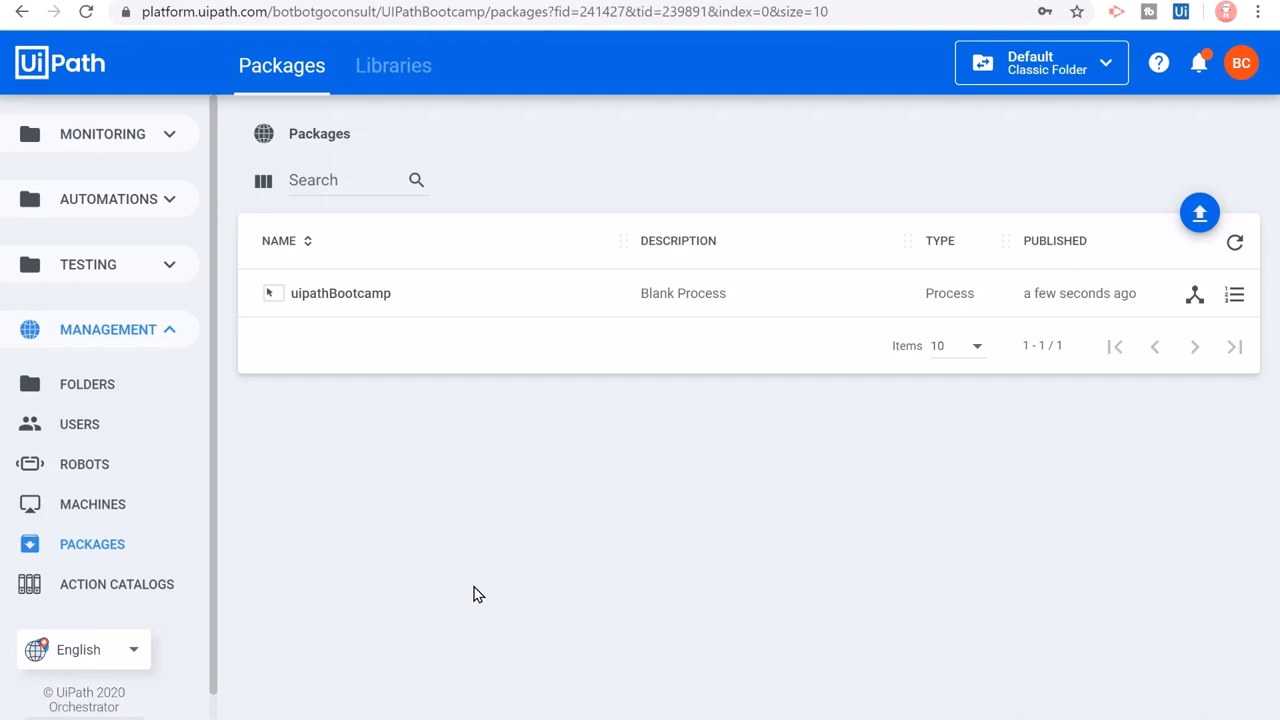 platform.uipath.com/botbotgoconsult/UIPathBootcamp/packages?fid=241427&tid=239891&index=0&size=10
UiPath
Packages
Libraries
Default
Classic Folder
BC
MONITORING
AUTOMATIONS
TESTING
MANAGEMENT
FOLDERS
USERS
ROBOTS
MACHINES
PACKAGES
ACTION CATALOGS
English
© UiPath 2020
Orchestrator
Packages
Search
NAME DESCRIPTION TYPE PUBLISHED
uipathBootcamp Blank Process Process a few seconds ago
Items 10 1 - 1 / 1